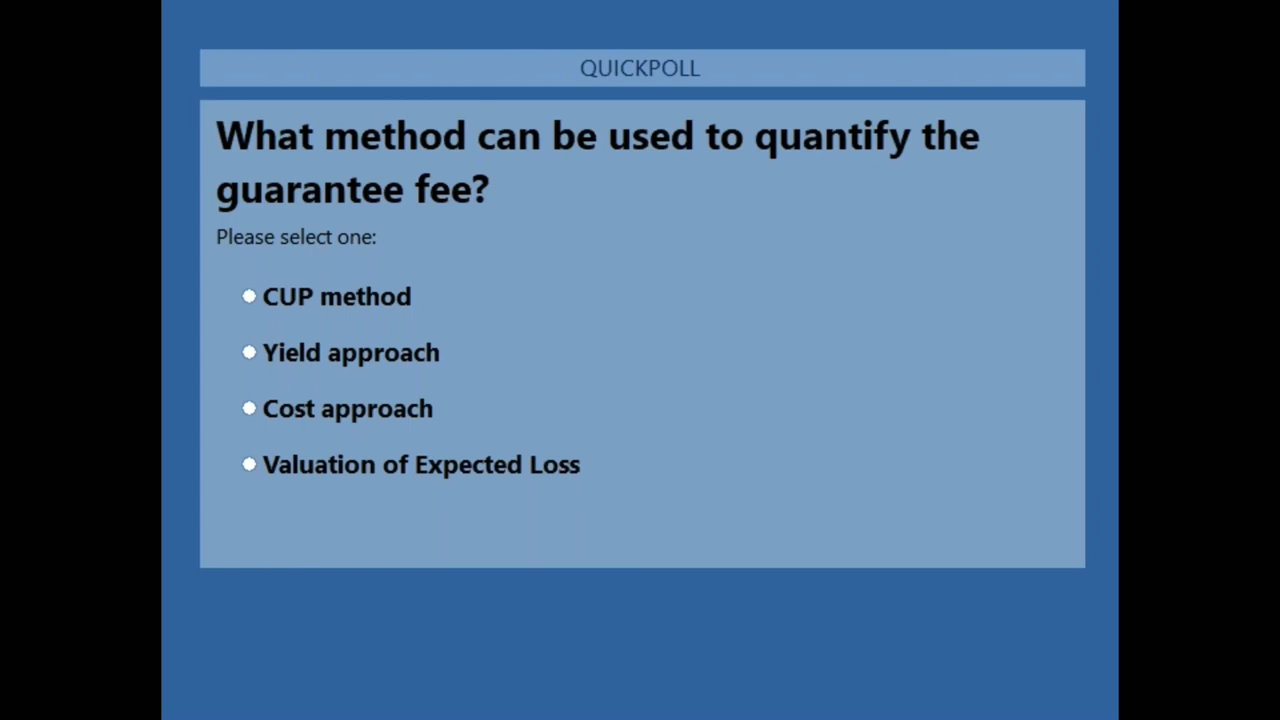 QUICKPOLL
What method can be used to quantify the
guarantee fee?
Please select one:
CUP method
Yield approach
Cost approach
Valuation of Expected Loss